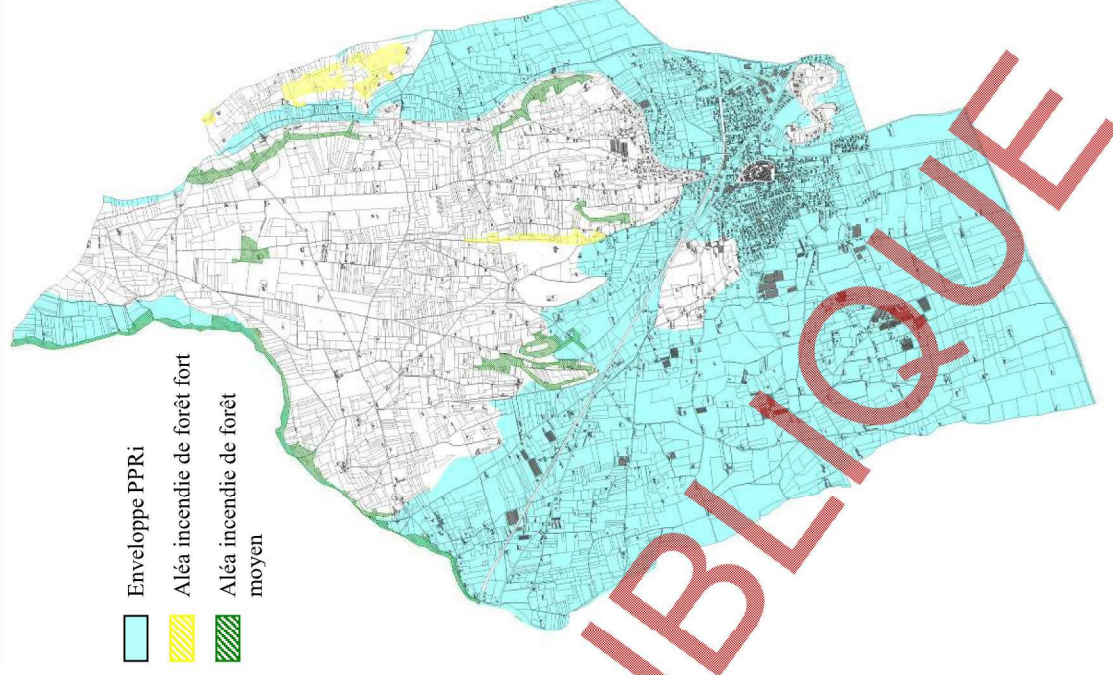 Enveloppe PPRi
Aléa incendie de forêt fort
Aléa incendie de forêt
moyen
IBLIQUE